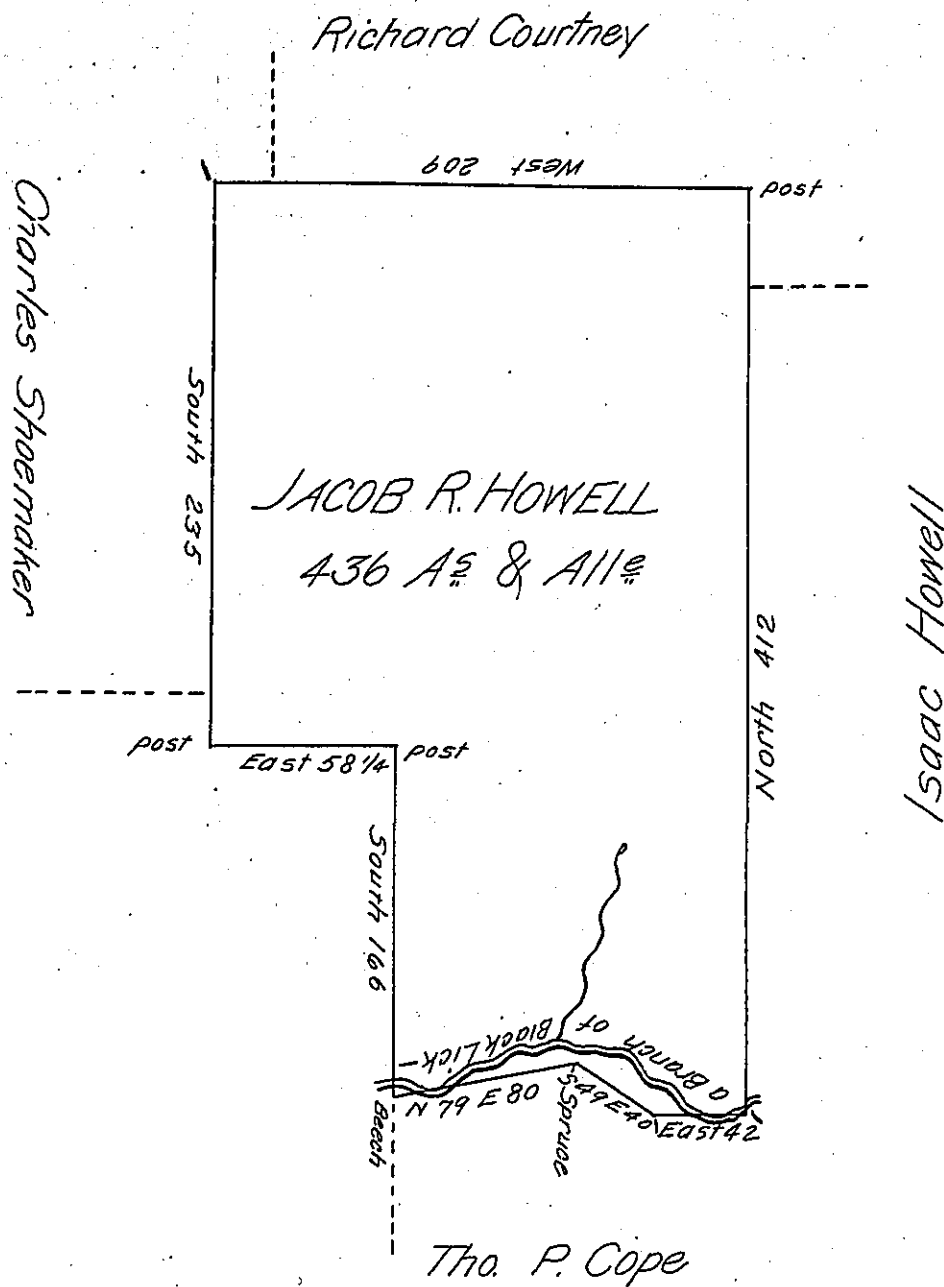 Richard Courtney
West 209
post
Charles Shoemaker
South 235
JACOB R. HOWELL
436 As & Alle
North 412
Isaac Howell
post
East 58 1/4
post
South 166
a Branch of Black Lick
N 79 E 80
S 49 E 40
East 42
Beech
Spruce
Tho. P. Cope